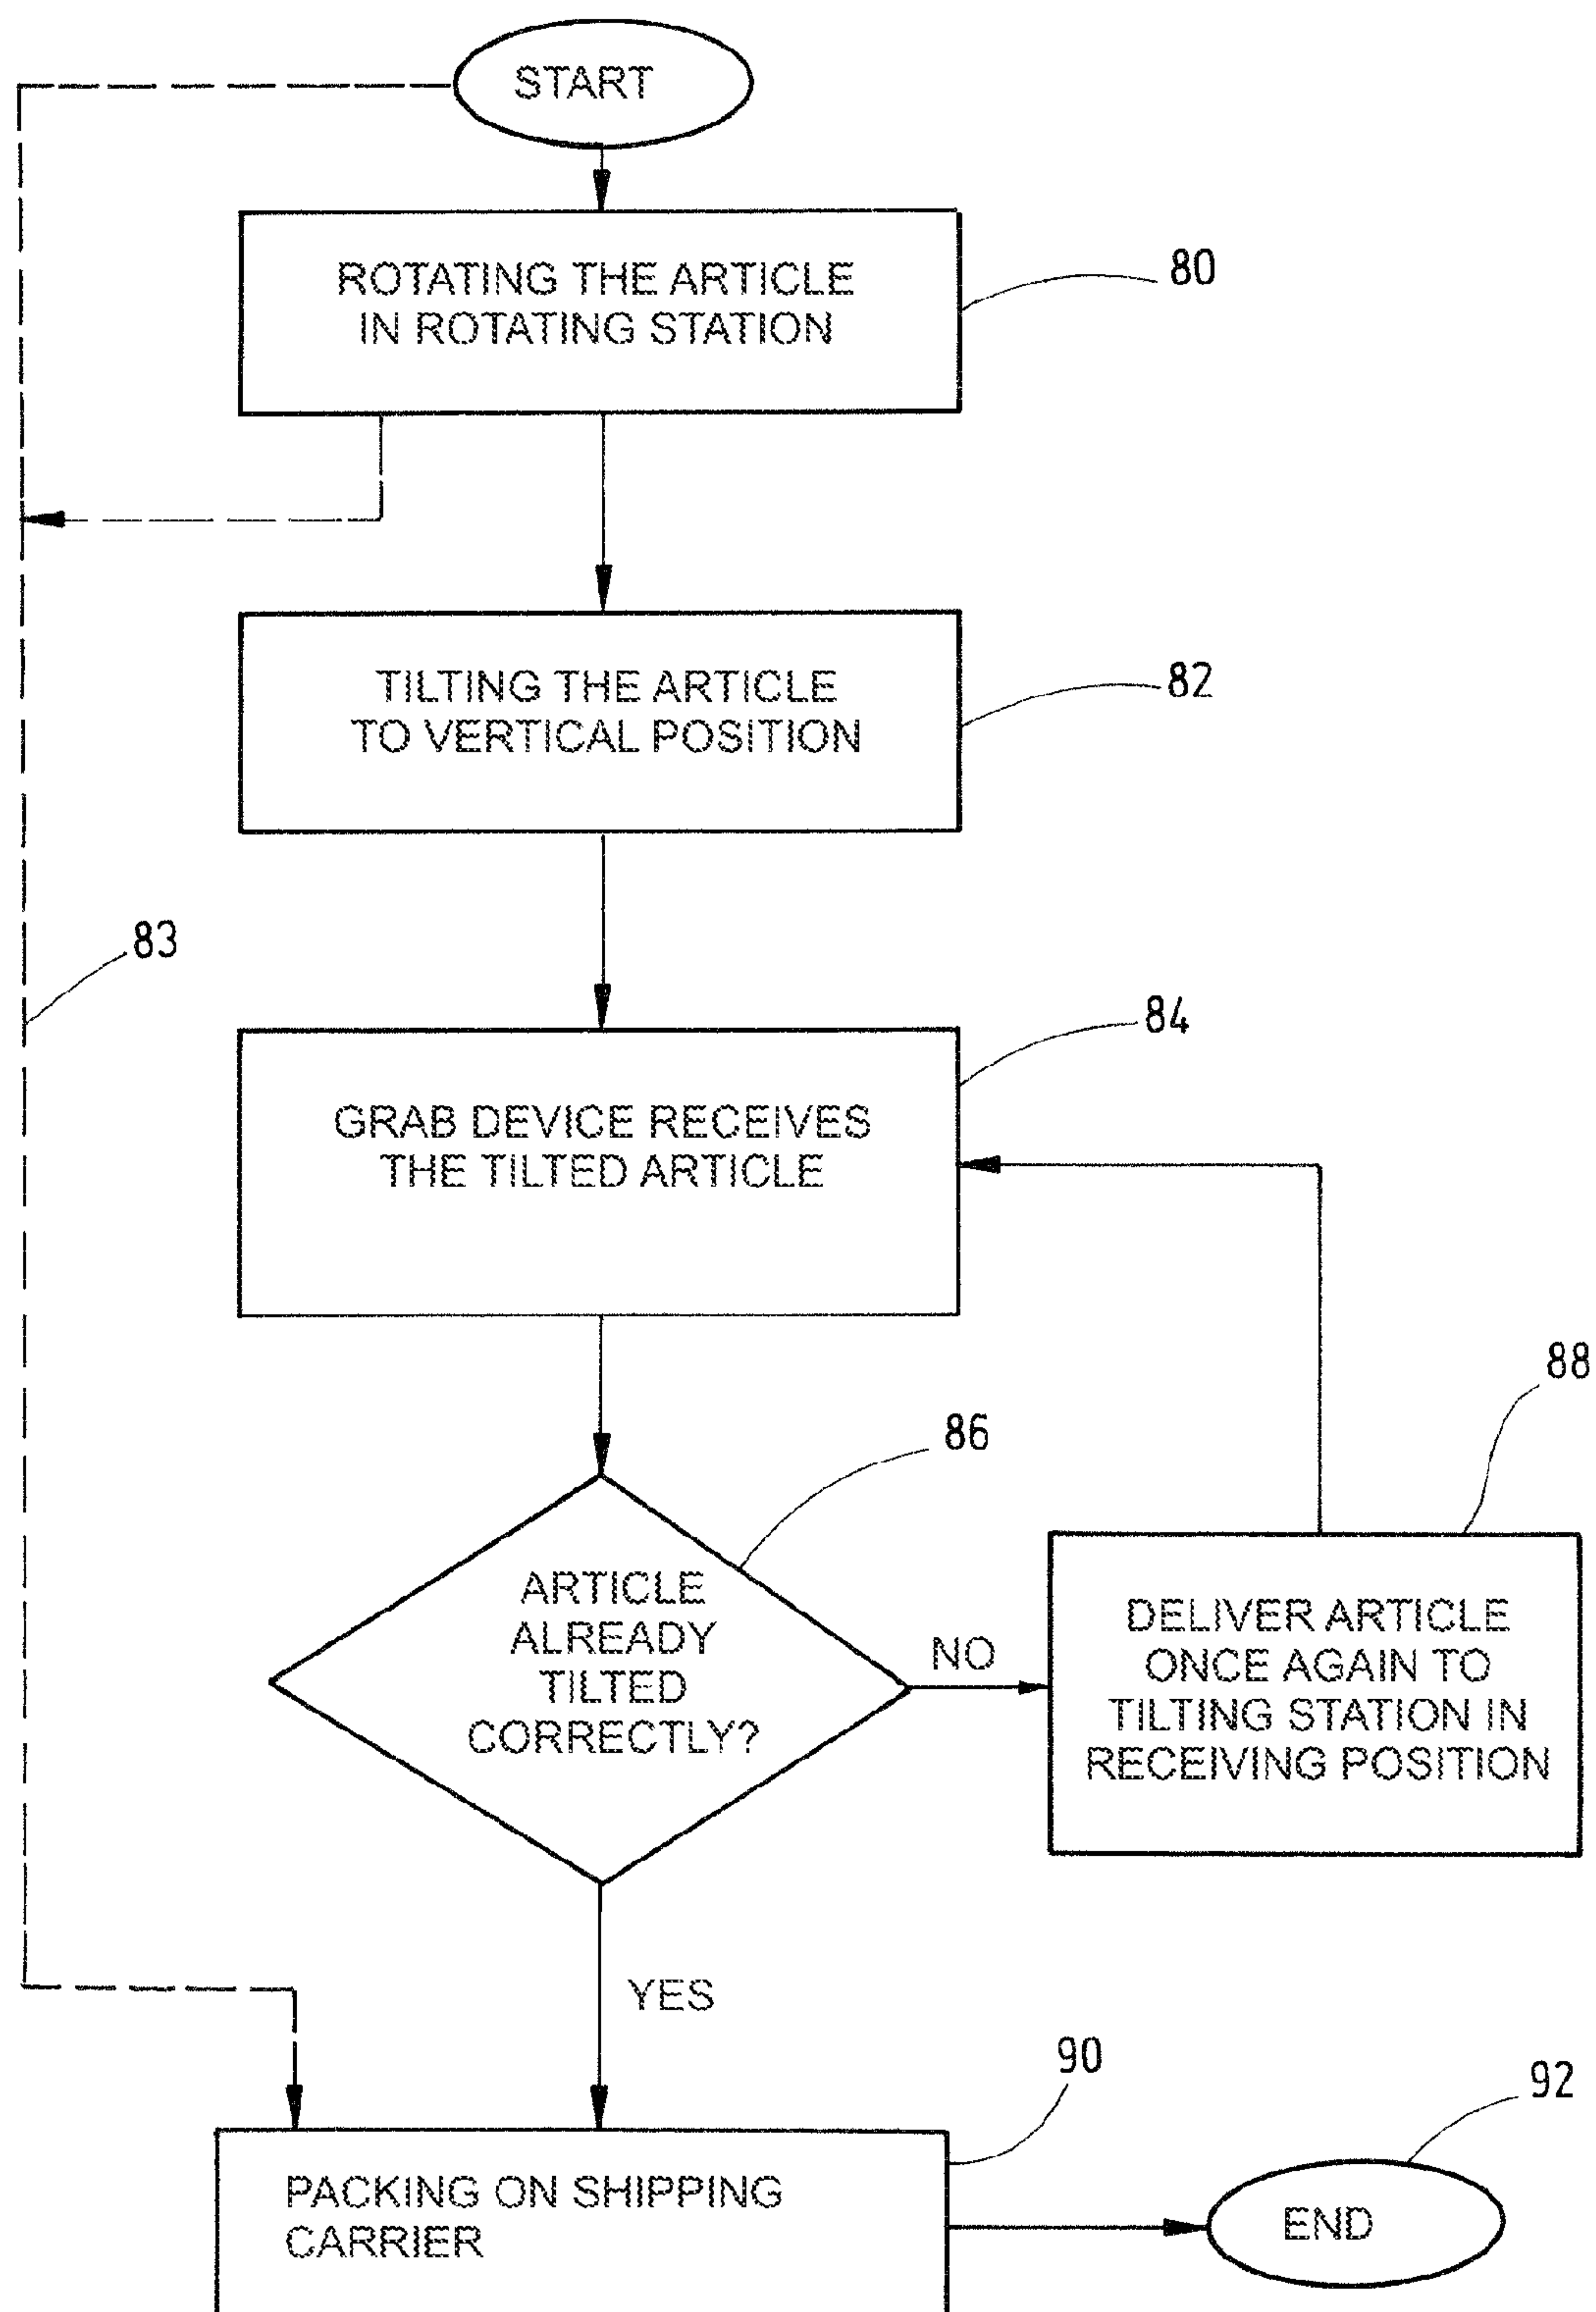 START
ROTATING THE ARTICLE
IN ROTATING STATION
80
TILTING THE ARTICLE
TO VERTICAL POSITION
82
83
GRAB DEVICE RECEIVES
THE TILTED ARTICLE
84
86
ARTICLE
ALREADY
TILTED
CORRECTLY?
NO
88
DELIVER ARTICLE
ONCE AGAIN TO
TILTING STATION IN
RECEIVING POSITION
YES
90
PACKING ON SHIPPING
CARRIER
92
END